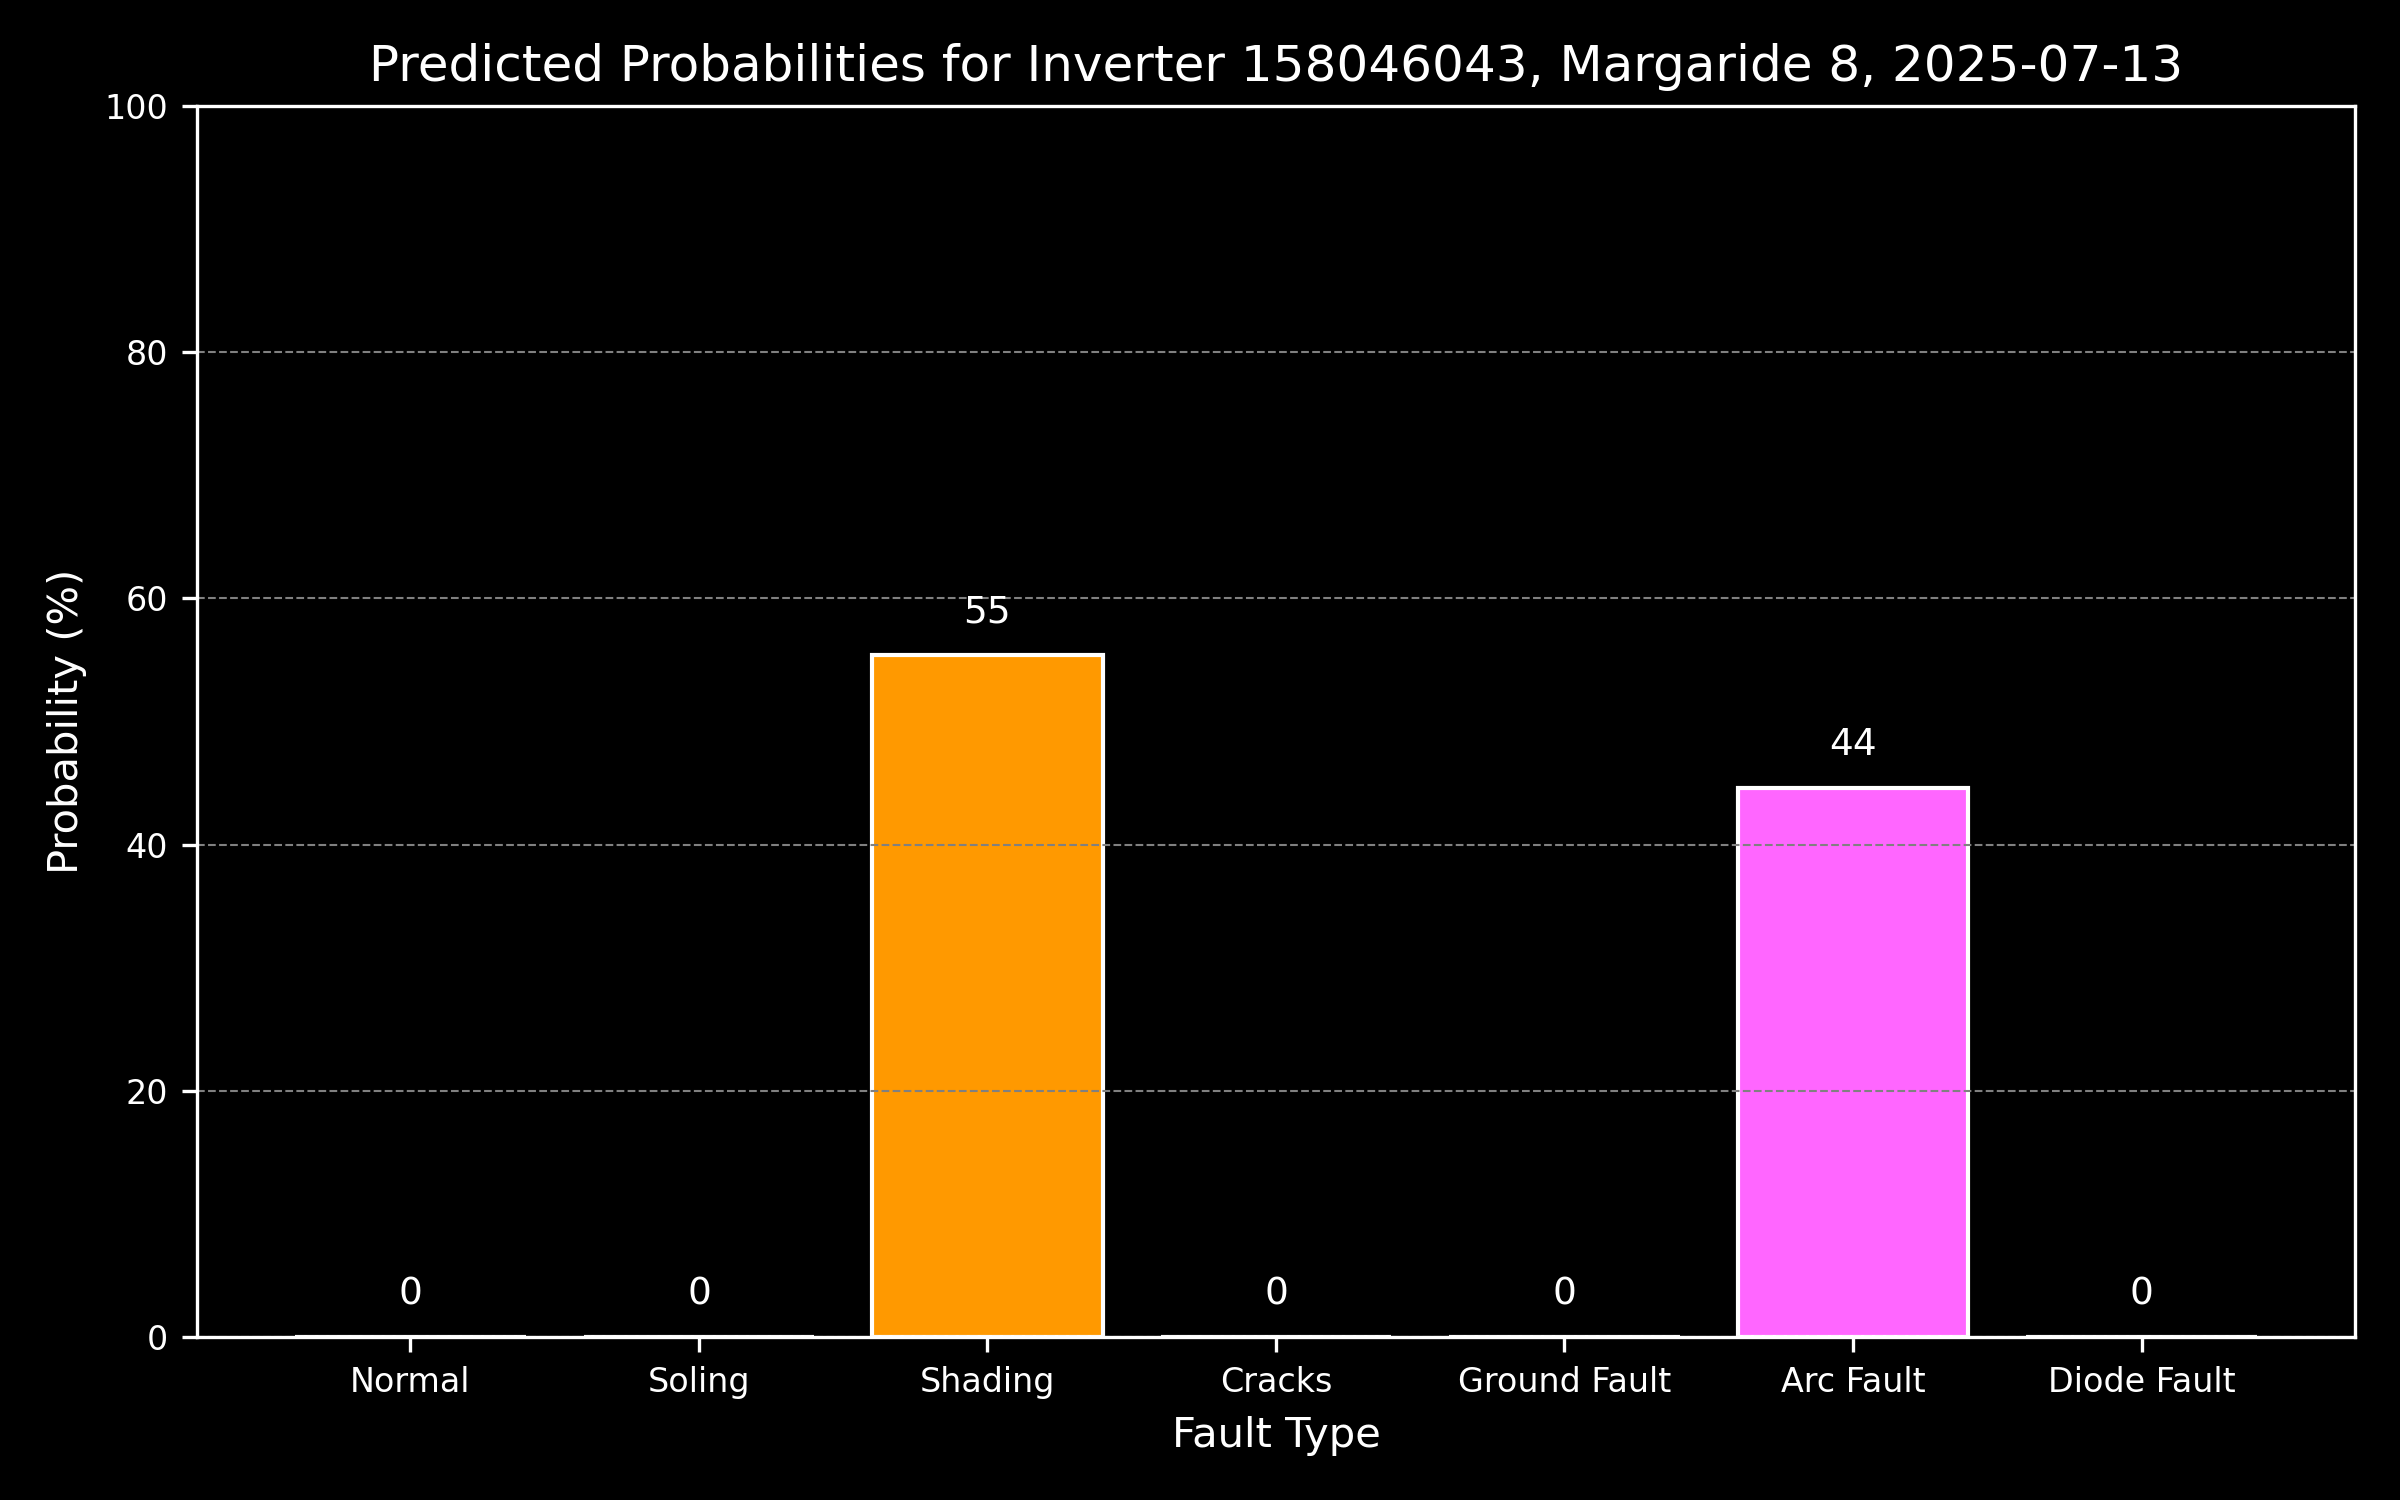 Predicted Probabilities for Inverter 158046043, Margaride 8, 2025-07-13
100
80
60
40
20
0
Probability (%)
0
0
55
0
0
44
0
Normal
Soling
Shading
Cracks
Ground Fault
Arc Fault
Diode Fault
Fault Type